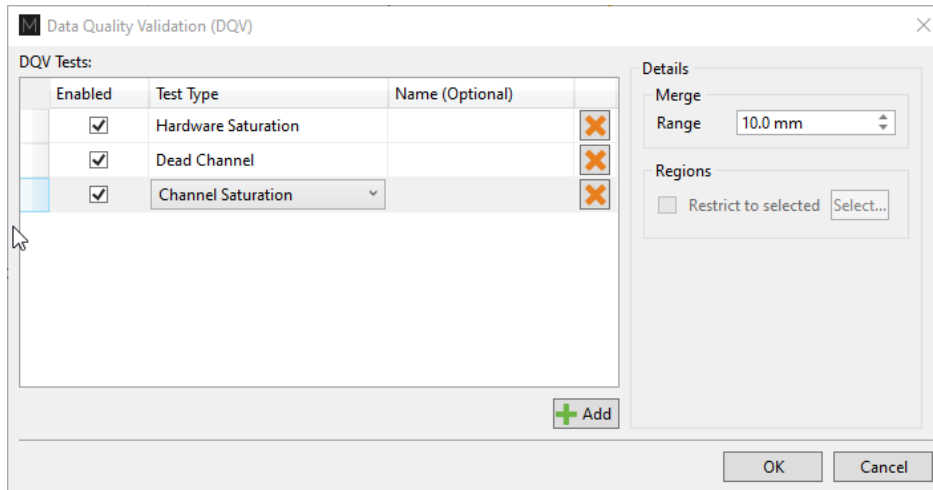 M Data Quality Validation (DQV)
DQV Tests:
Enabled Test Type Name (Optional)
Hardware Saturation
Dead Channel
Channel Saturation
Add
Details
Merge
Range 10.0 mm
Regions
Restrict to selected Select...
OK Cancel